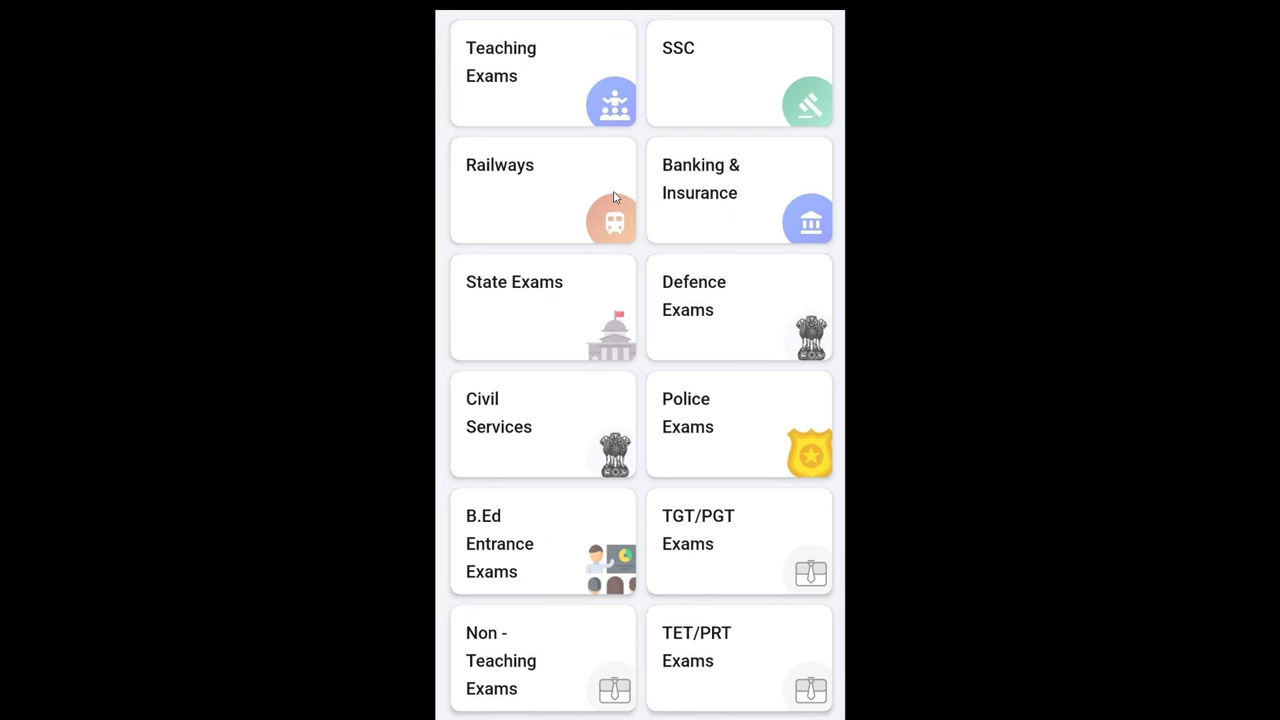 Teaching
Exams
SSC
Railways
Banking &
Insurance
State Exams
Defence
Exams
Civil
Services
Police
Exams
B.Ed
Entrance
Exams
TGT/PGT
Exams
Non -
Teaching
Exams
TET/PRT
Exams